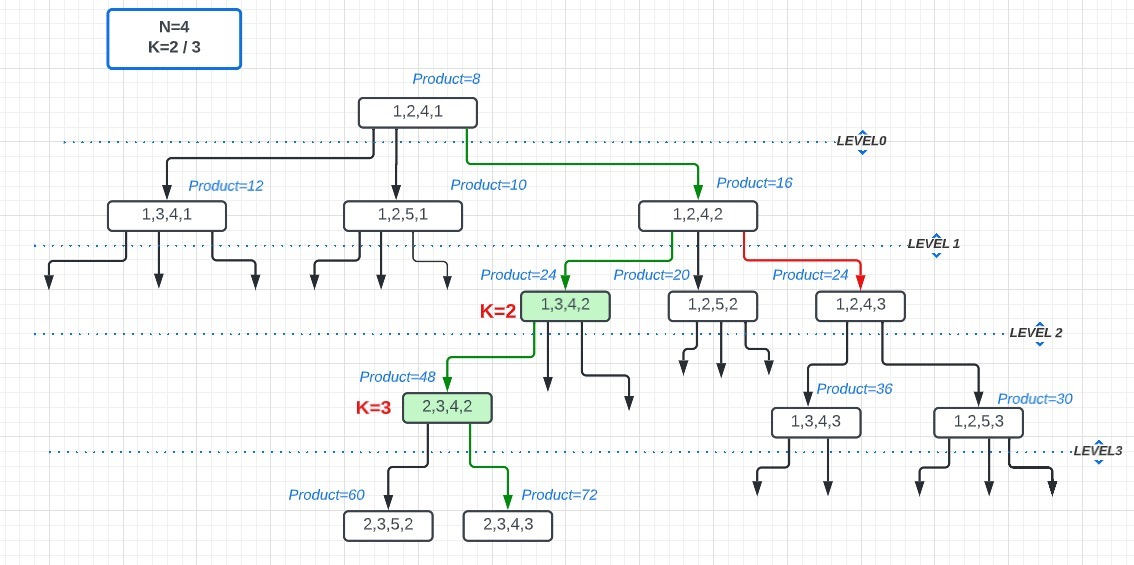 N=4
K=2 / 3
Product=8
1,2,4,1
LEVEL0
Product=12
Product=10
Product=16
1,3,4,1
1,2,5,1
1,2,4,2
LEVEL 1
Product=24
Product=20
Product=24
K=2
1,3,4,2
1,2,5,2
1,2,4,3
LEVEL 2
Product=48
Product=36
Product=30
K=3
2,3,4,2
1,3,4,3
1,2,5,3
LEVEL3
Product=60
Product=72
2,3,5,2
2,3,4,3